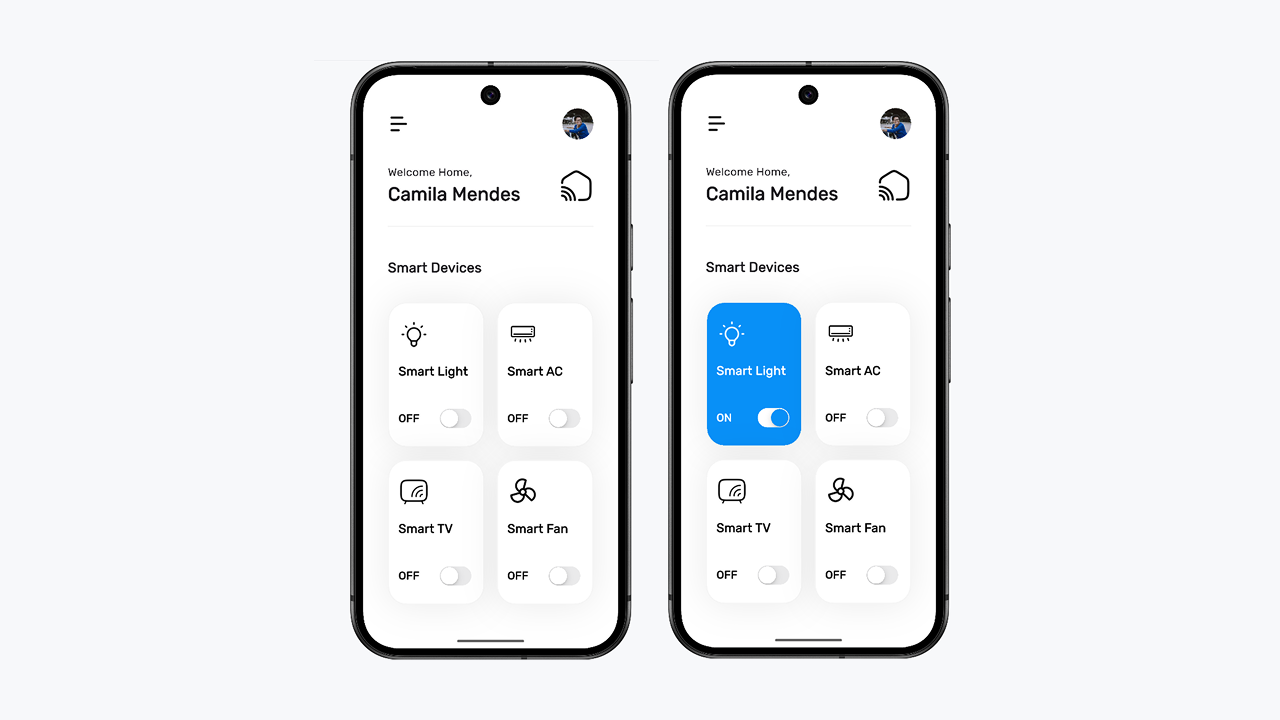 Welcome Home,
Camila Mendes
Smart Devices
Smart Light
Smart AC
OFF
OFF
Smart TV
Smart Fan
OFF
OFF
Welcome Home,
Camila Mendes
Smart Devices
Smart Light
Smart AC
ON
OFF
Smart TV
Smart Fan
OFF
OFF